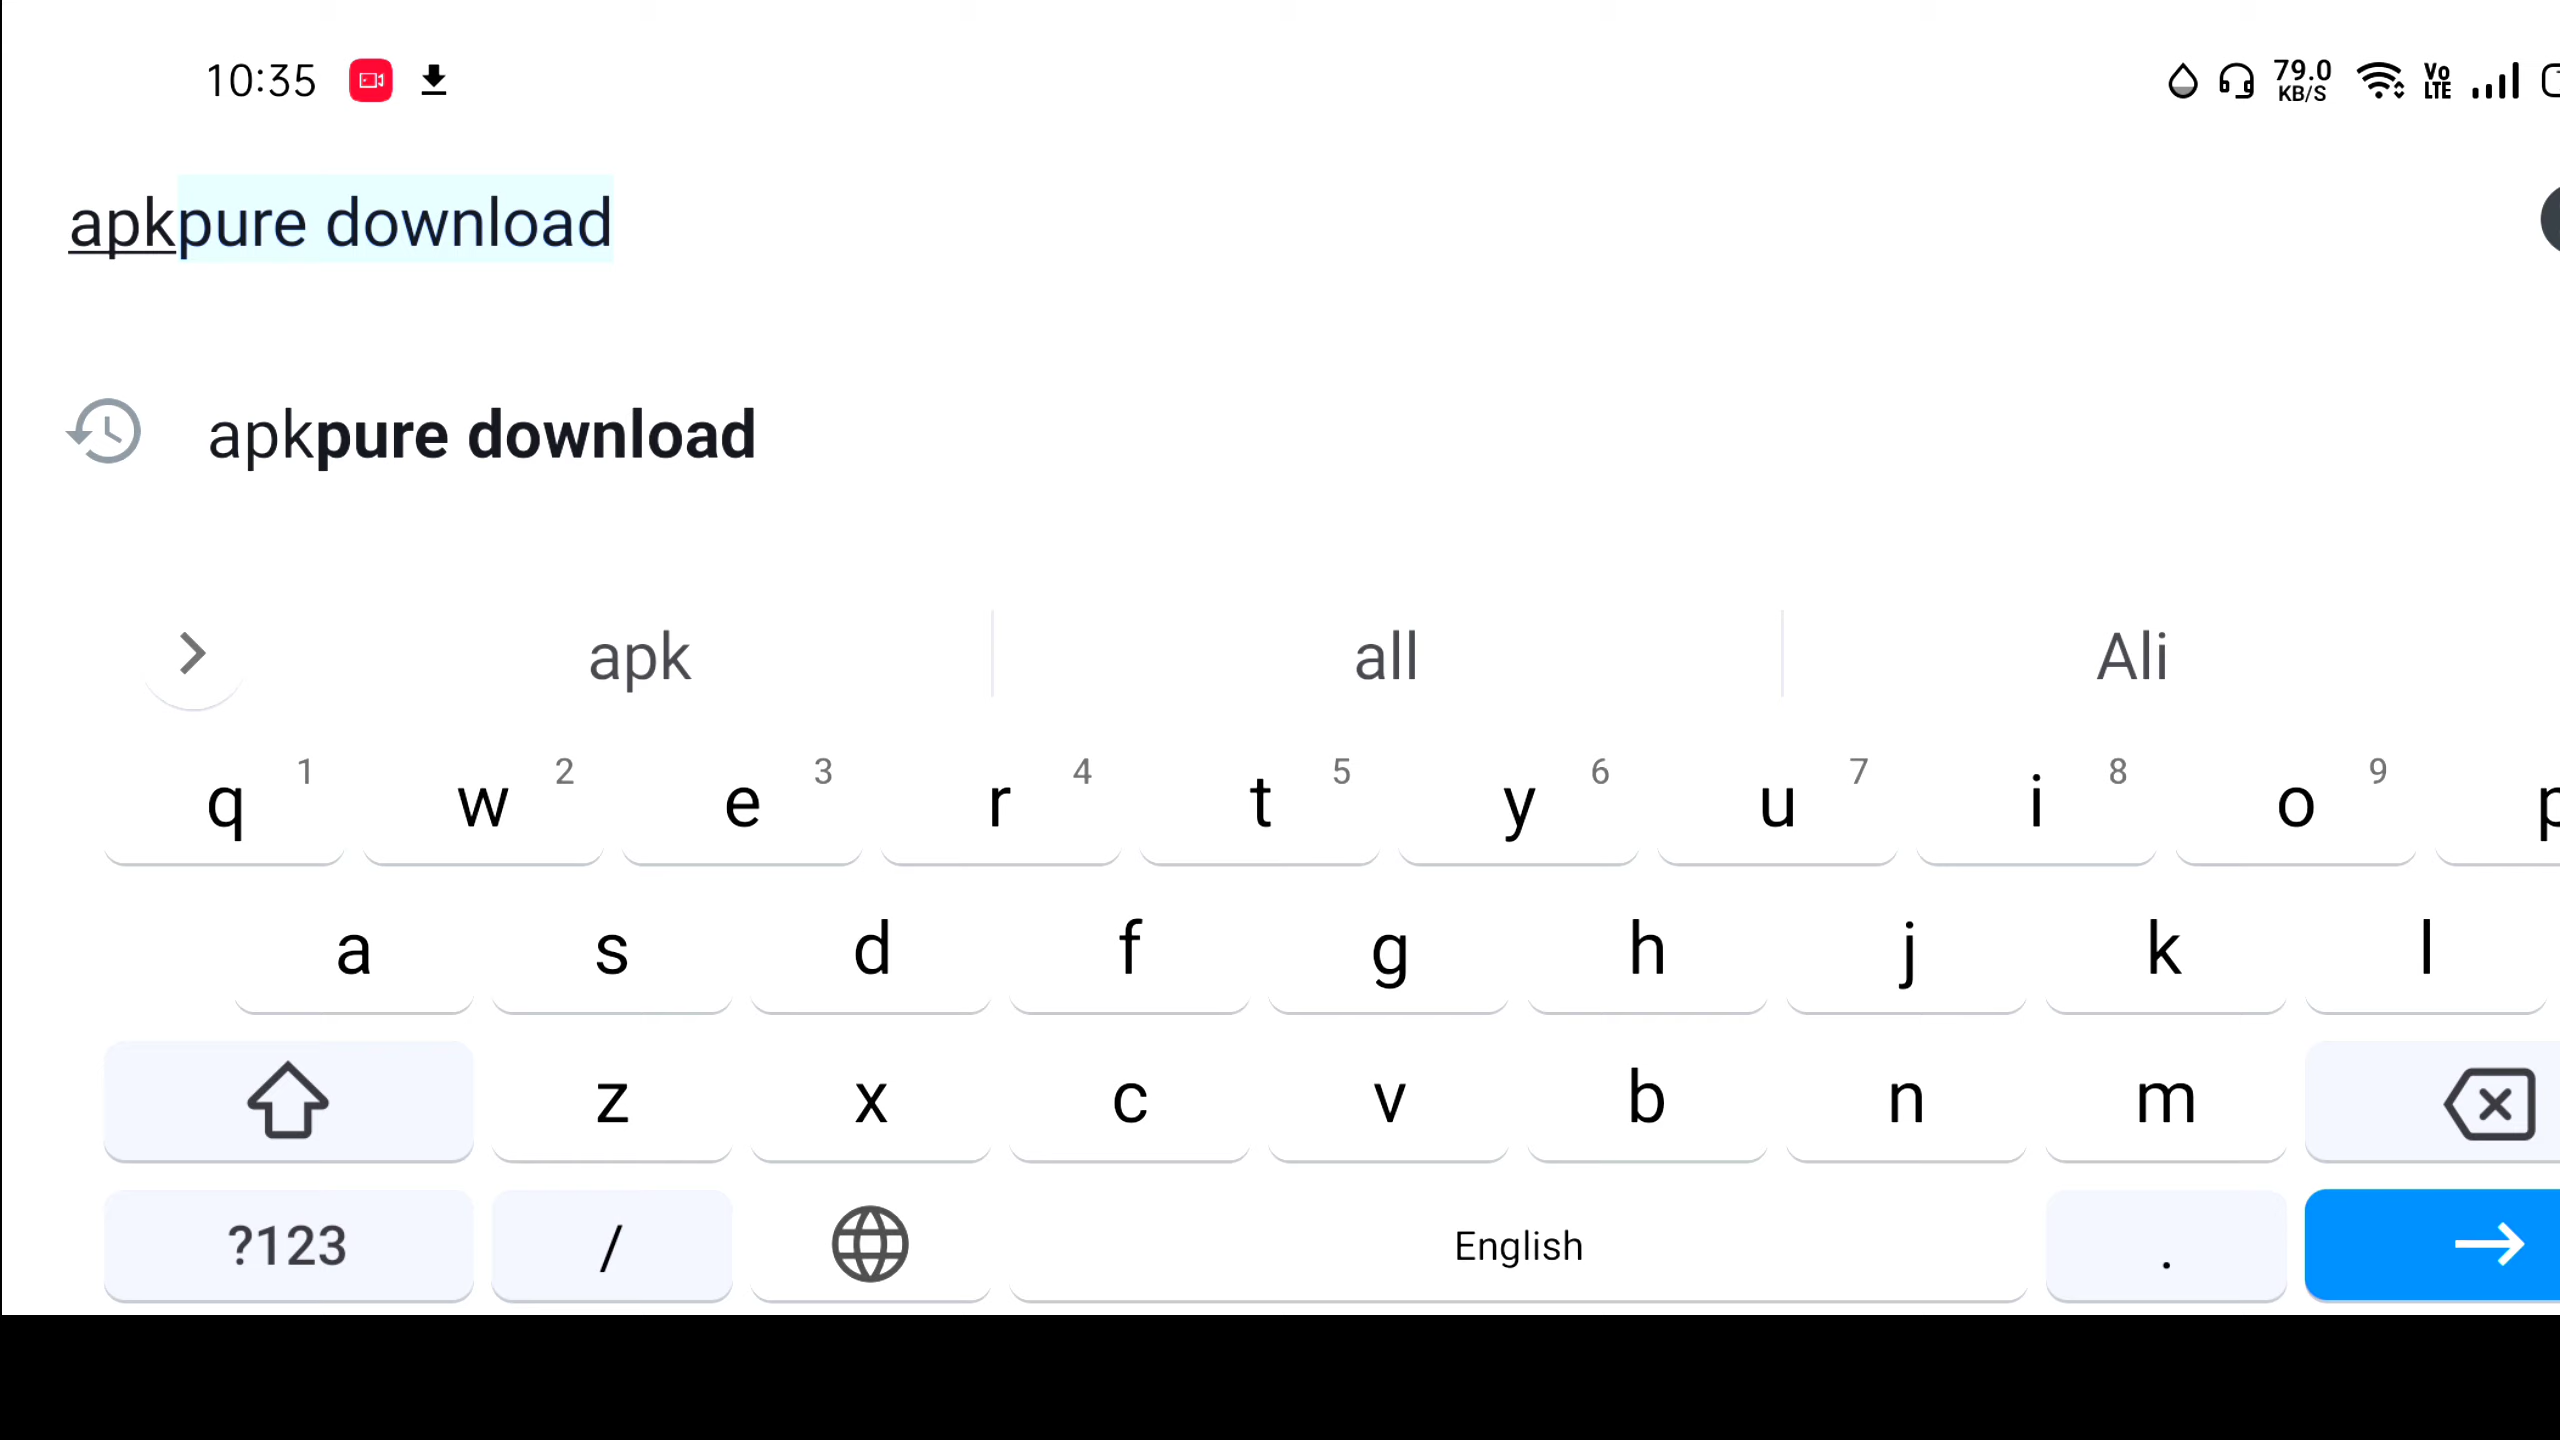 10:35 79.0 KB/S Vo LTE
apkpure download
apkpure download
apk all Ali
1 2 3 4 5 6 7 8 9
q w e r t y u i o p
a s d f g h j k l
z x c v b n m
?123 / English .